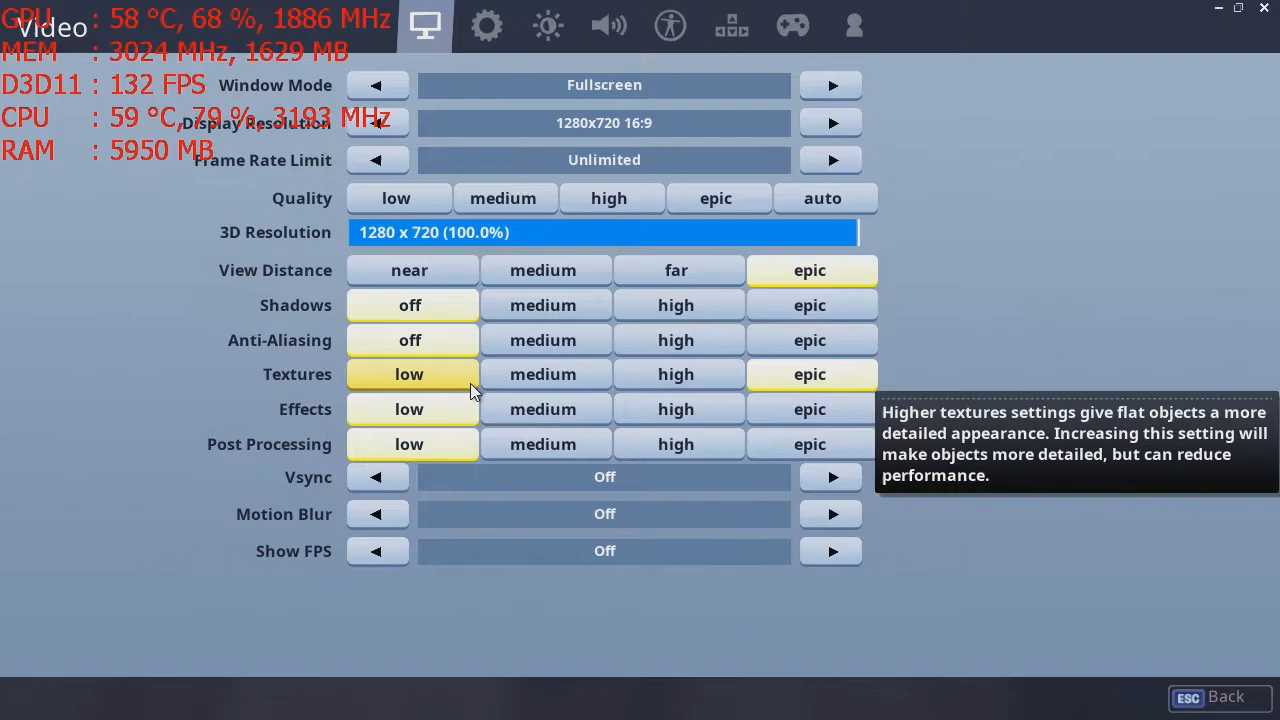 Video
GPU : 58 °C, 68 %, 1886 MHz
MEM : 3024 MHz, 1629 MB
D3D11 : 132 FPS
CPU : 59 °C, 79 %, 3193 MHz
RAM : 5950 MB
Window Mode ◀ Fullscreen ▶
Display Resolution ◀ 1280x720 16:9 ▶
Frame Rate Limit ◀ Unlimited ▶
Quality low medium high epic auto
3D Resolution 1280 x 720 (100.0%)
View Distance near medium far epic
Shadows off medium high epic
Anti-Aliasing off medium high epic
Textures low medium high epic
Effects low medium high epic
Post Processing low medium high epic
Vsync ◀ Off ▶
Motion Blur ◀ Off ▶
Show FPS ◀ Off ▶
Higher textures settings give flat objects a more
detailed appearance. Increasing this setting will
make objects more detailed, but can reduce
performance.
ESC Back